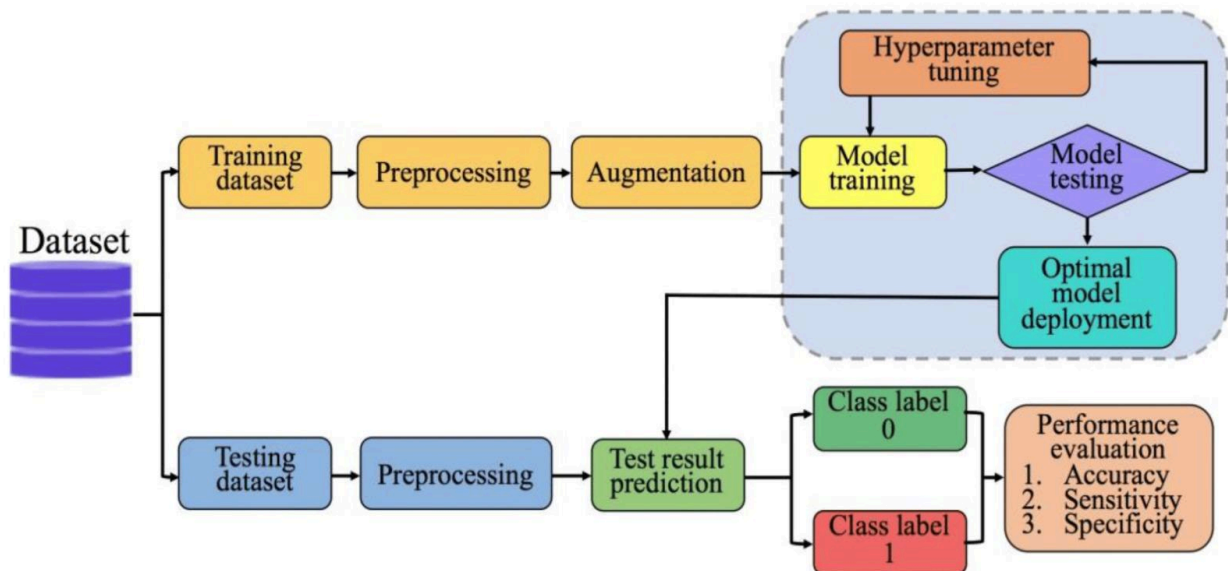 Hyperparameter
tuning
Training
dataset
Preprocessing
Augmentation
Model
training
Model
testing
Dataset
Optimal
model
deployment
Testing
dataset
Preprocessing
Test result
prediction
Class label
0
Class label
1
Performance
evaluation
1. Accuracy
2. Sensitivity
3. Specificity